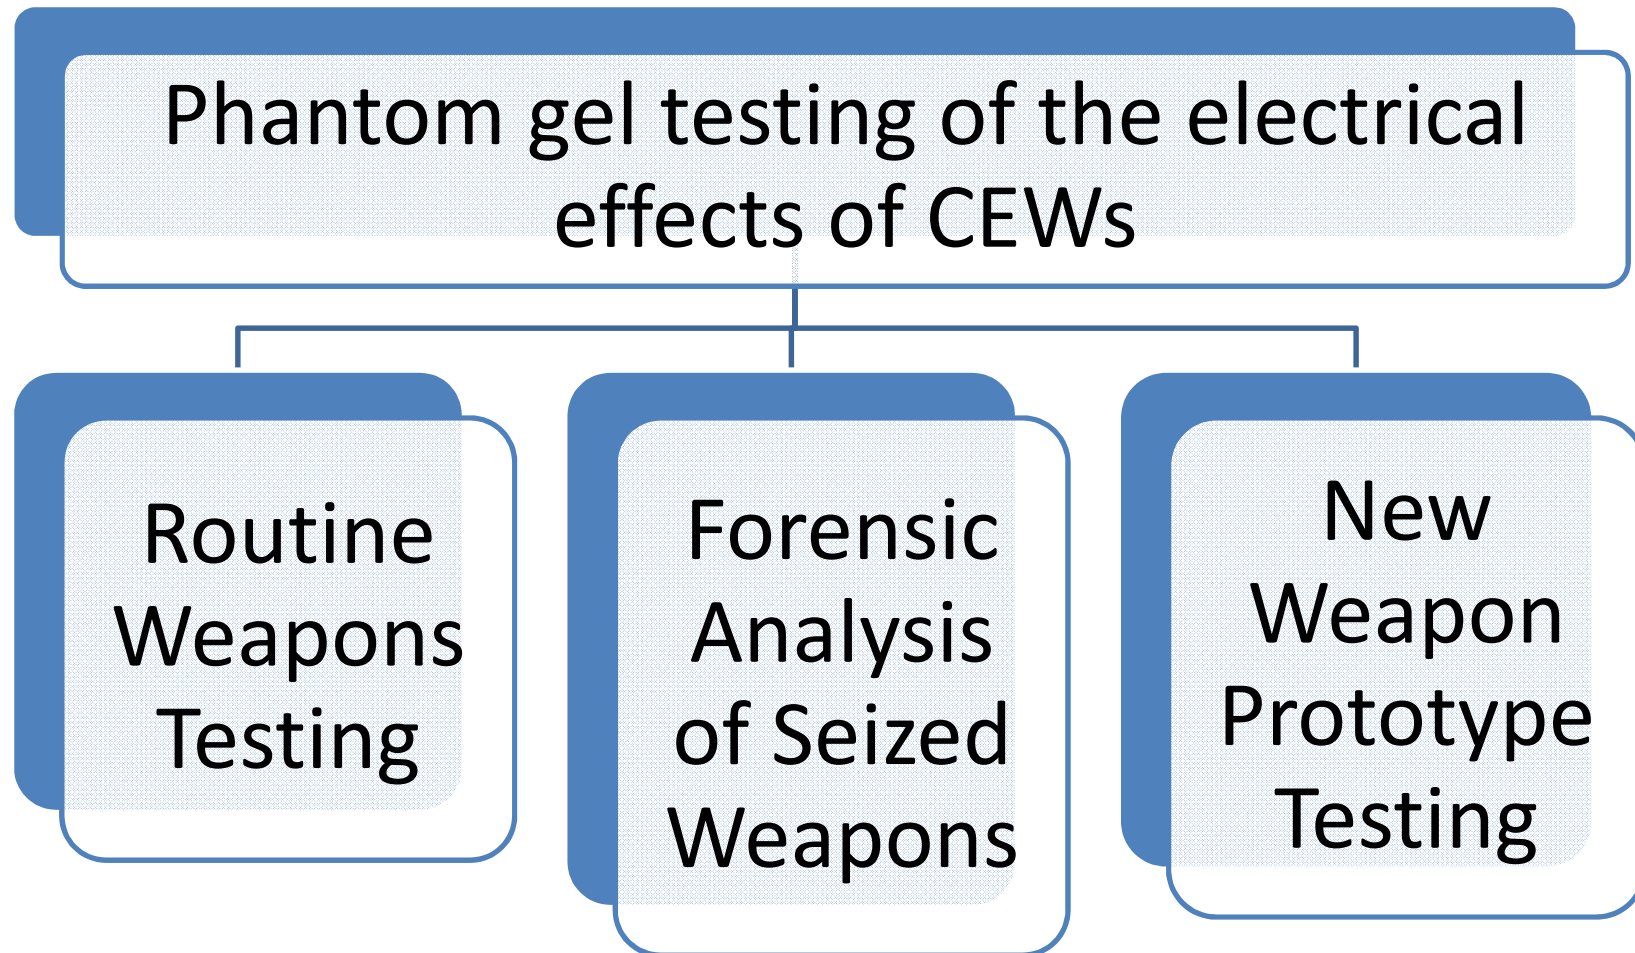 Phantom gel testing of the electrical
effects of CEWs
Routine
Weapons
Testing
Forensic
Analysis
of Seized
Weapons
New
Weapon
Prototype
Testing